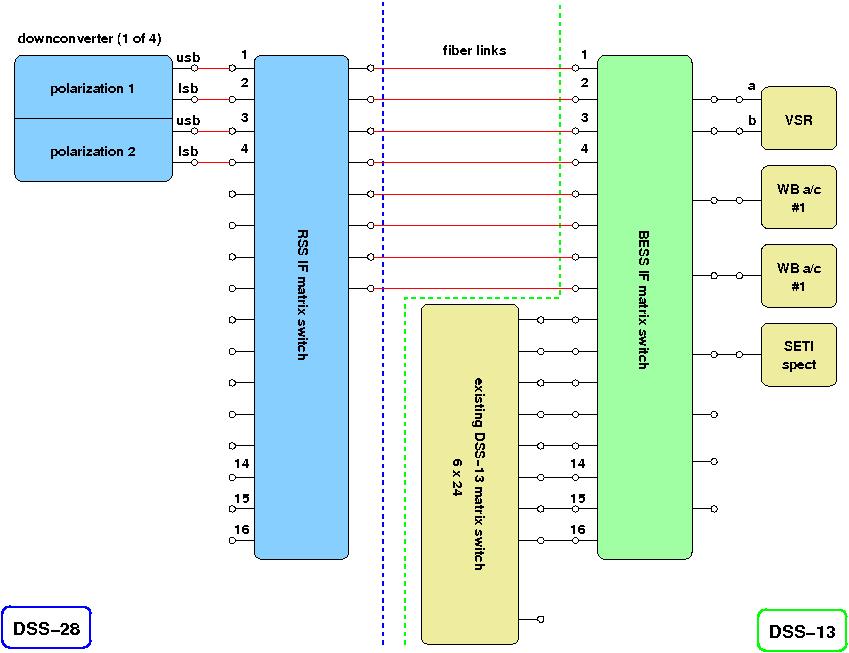 downconverter (1 of 4)
usb
lsb
usb
lsb
polarization 1
polarization 2
1
2
3
4
14
15
16
RSS IF matrix switch
fiber links
existing DSS-13 matrix switch
6 x 24
1
2
3
4
14
15
16
BESS IF matrix switch
a
b
VSR
WB a/c
#1
WB a/c
#1
SETI
spect
DSS-28
DSS-13